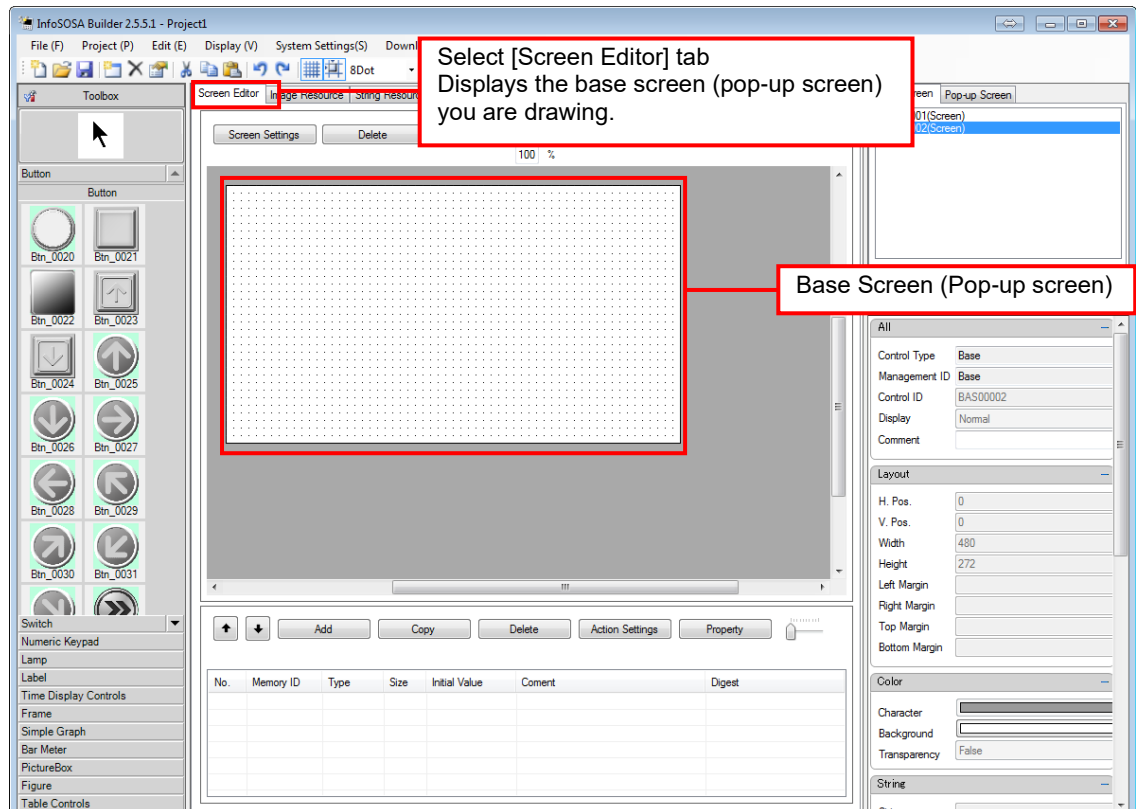 InfoSOSA Builder 2.5.5.1 - Project1
File (F) Project (P) Edit (E) Display (V) System Settings(S)
8Dot
Select [Screen Editor] tab
Displays the base screen (pop-up screen)
you are drawing.
Toolbox
Screen Editor Image Resource String
Pop-up Screen
001(Screen)
002(Screen)
Screen Settings Delete
100 %
Button
Button
Btn_0020 Btn_0021
Btn_0022 Btn_0023
Btn_0024 Btn_0025
Btn_0026 Btn_0027
Btn_0028 Btn_0029
Btn_0030 Btn_0031
Switch
Numeric Keypad
Lamp
Label
Time Display Controls
Frame
Simple Graph
Bar Meter
PictureBox
Figure
Table Controls
Base Screen (Pop-up screen)
All
Control Type Base
Management ID Base
Control ID BAS00002
Display Normal
Comment
Layout
H. Pos. 0
V. Pos. 0
Width 480
Height 272
Left Margin
Right Margin
Top Margin
Bottom Margin
Color
Character
Background
Transparency False
String
Add Copy Delete Action Settings Property
No. Memory ID Type Size Initial Value Coment Digest